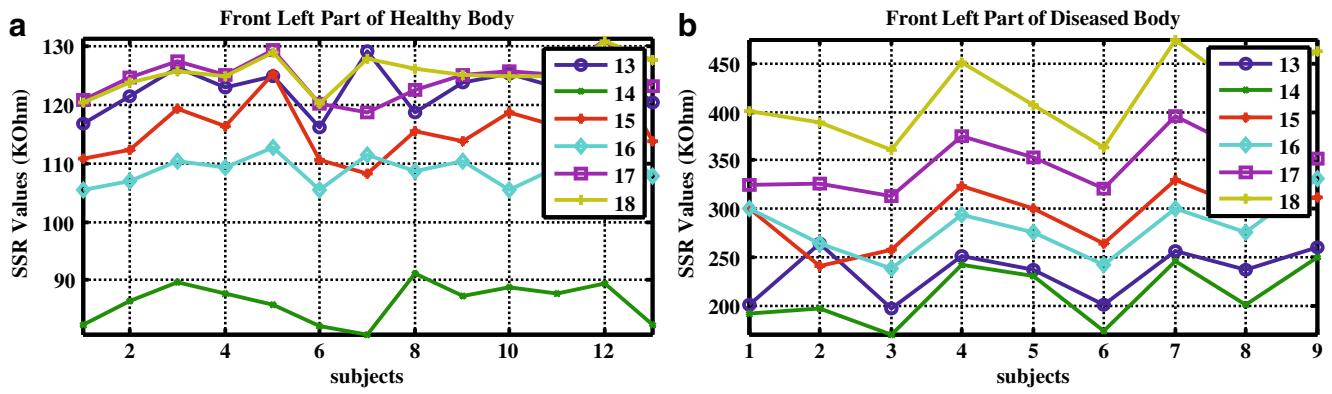 a
Front Left Part of Healthy Body
SSR Values (KOhm)
130
120
110
100
90
2 4 6 8 10 12
subjects
13
14
15
16
17
18
b
Front Left Part of Diseased Body
SSR Values (KOhm)
450
400
350
300
250
200
1 2 3 4 5 6 7 8 9
subjects
13
14
15
16
17
18